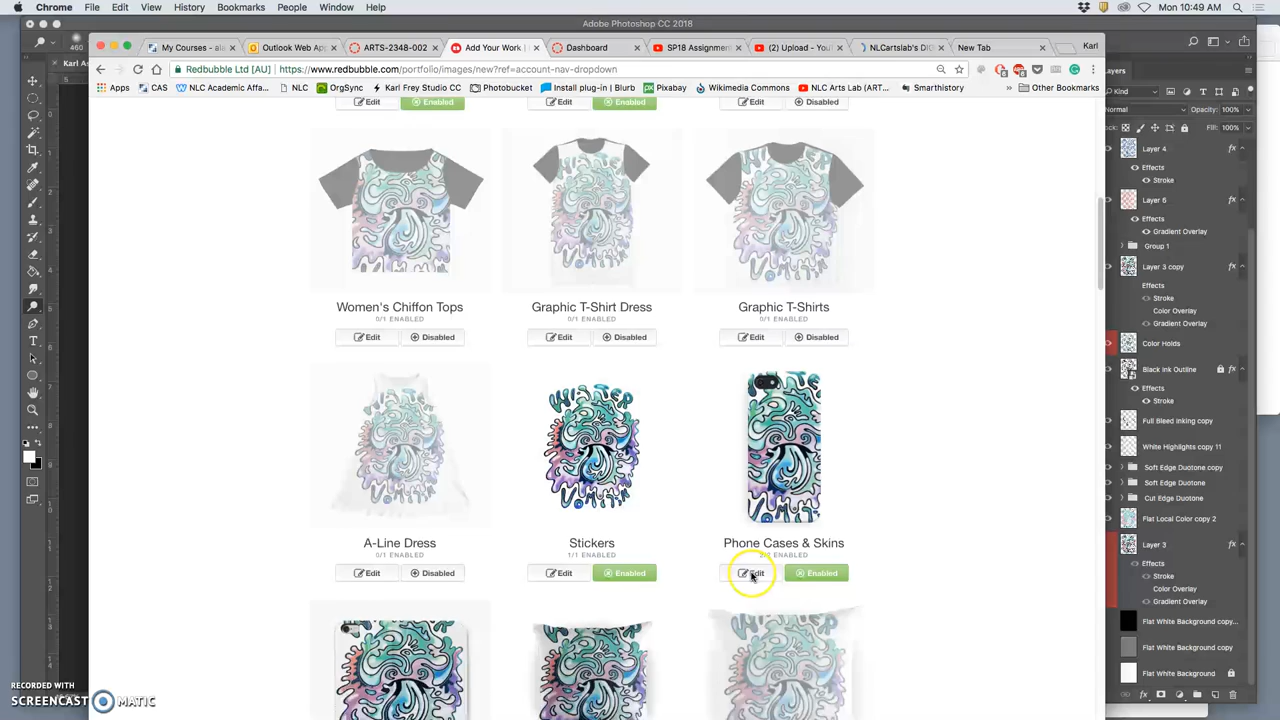 Chrome File Edit View History Bookmarks People Window Help
Mon 10:49 AM
Adobe Photoshop CC 2018
460
My Courses - ala
Outlook Web App
ARTS-2348-002
Add Your Work |
Dashboard
SP18 Assignmen
(2) Upload - You
NLCartslab's DIG
New Tab
Karl
Redbubble Ltd [AU] https://www.redbubble.com/portfolio/images/new?ref=account-nav-dropdown
Apps CAS NLC Academic Affa... NLC OrgSync Karl Frey Studio CC Photobucket Install plug-in | Blurb Pixabay Wikimedia Commons NLC Arts Lab (ART... Smarthistory » Other Bookmarks
Edit Enabled Edit Enabled Edit Disabled
Women's Chiffon Tops Graphic T-Shirt Dress Graphic T-Shirts
0/1 ENABLED 0/1 ENABLED 0/1 ENABLED
Edit Disabled Edit Disabled Edit Disabled
A-Line Dress Stickers Phone Cases & Skins
0/1 ENABLED 1/1 ENABLED 2/2 ENABLED
Edit Disabled Edit Enabled Edit Enabled
Layers
Kind
Normal Opacity: 100%
Fill: 100%
Layer 4
Effects
Stroke
Layer 6
Effects
Gradient Overlay
Group 1
Layer 3 copy
Effects
Stroke
Color Overlay
Gradient Overlay
Color Holds
Black ink Outline
Effects
Stroke
Full Bleed Inking copy
White Highlights copy 11
Soft Edge Duotone copy
Soft Edge Duotone
Cut Edge Duotone
Flat Local Color copy 2
Layer 3
Effects
Stroke
Color Overlay
Gradient Overlay
Flat White Background copy...
Flat White Background copy
Flat White Background
RECORDED WITH
SCREENCAST MATIC